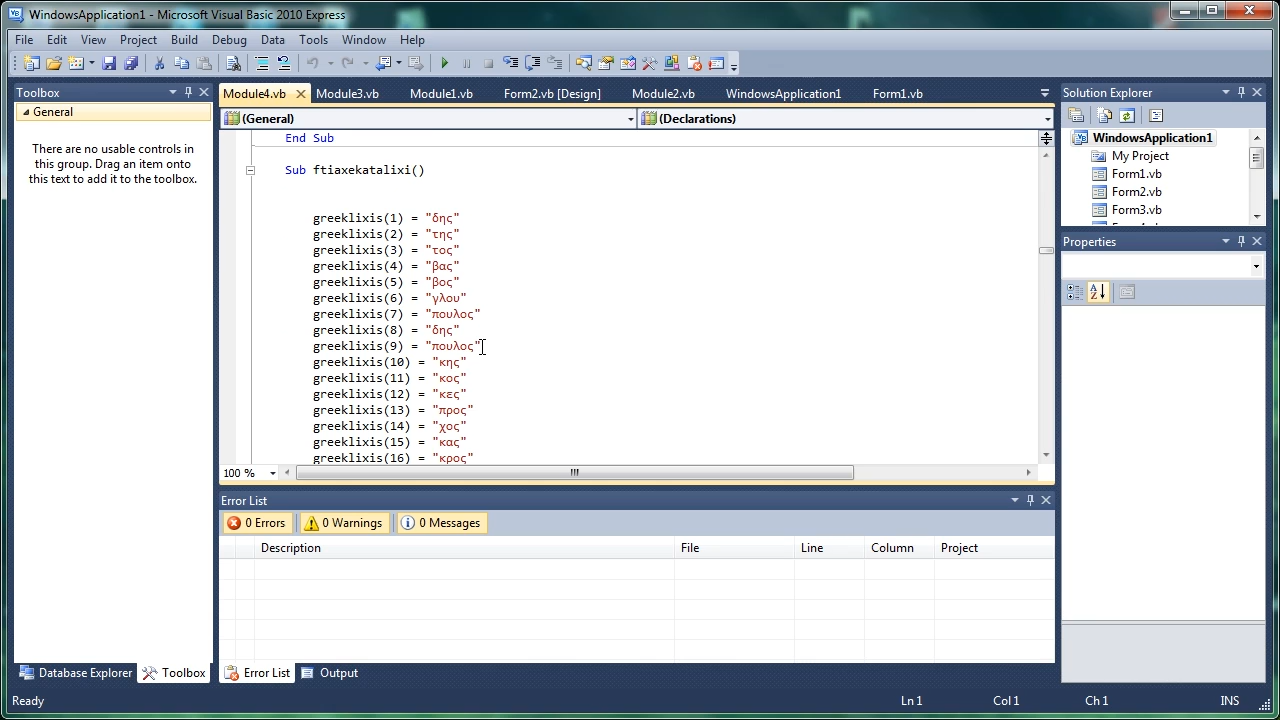 WindowsApplication1 - Microsoft Visual Basic 2010 Express
File Edit View Project Build Debug Data Tools Window Help
Toolbox
General
There are no usable controls in
this group. Drag an item onto
this text to add it to the toolbox.
Database Explorer Toolbox
Module4.vb Module3.vb Module1.vb Form2.vb [Design] Module2.vb WindowsApplication1 Form1.vb
(General) (Declarations)
End Sub
Sub ftiaxekatalixi()
greeklixis(1) = "δης"
greeklixis(2) = "της"
greeklixis(3) = "τος"
greeklixis(4) = "βας"
greeklixis(5) = "βος"
greeklixis(6) = "γλου"
greeklixis(7) = "πουλος"
greeklixis(8) = "δης"
greeklixis(9) = "πουλος"
greeklixis(10) = "κης"
greeklixis(11) = "κος"
greeklixis(12) = "κες"
greeklixis(13) = "προς"
greeklixis(14) = "χος"
greeklixis(15) = "κας"
greeklixis(16) = "κρος"
100 %
Error List
0 Errors 0 Warnings 0 Messages
Description File Line Column Project
Error List Output
Solution Explorer
WindowsApplication1
My Project
Form1.vb
Form2.vb
Form3.vb
Properties
Ready Ln 1 Col 1 Ch 1 INS